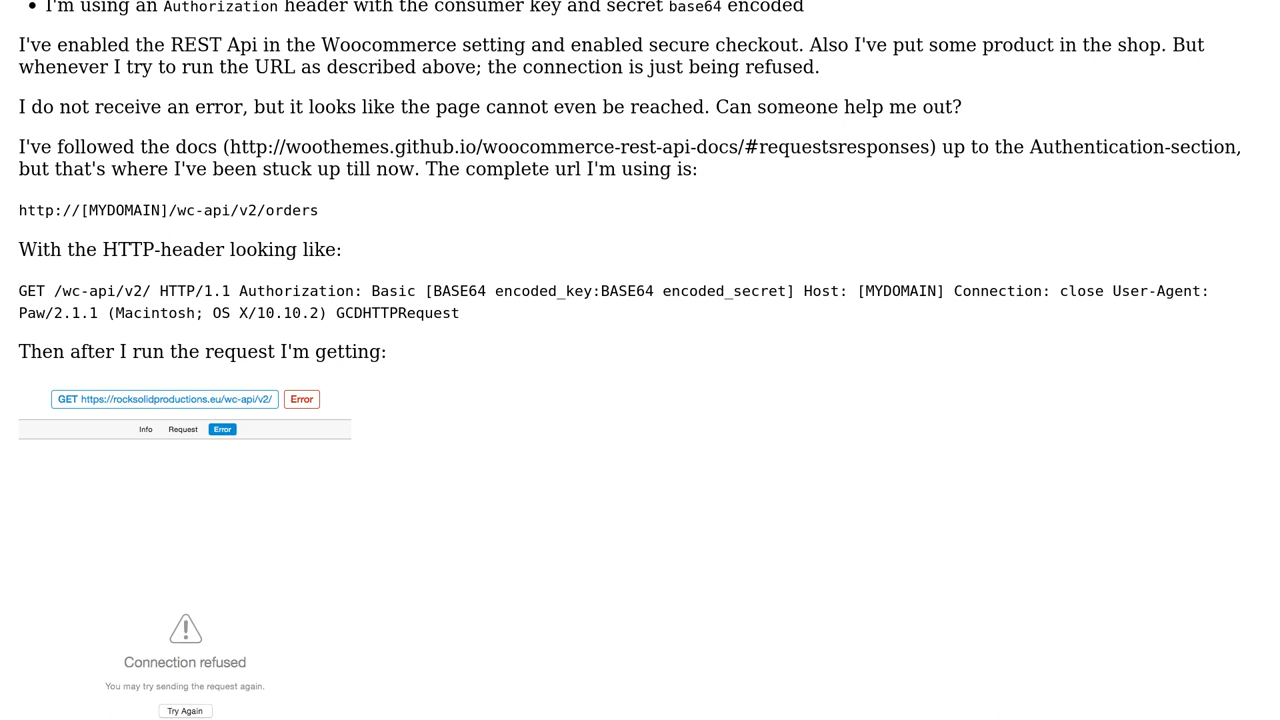 I'm using an Authorization header with the consumer key and secret base64 encoded
I've enabled the REST Api in the Woocommerce setting and enabled secure checkout. Also I've put some product in the shop. But
whenever I try to run the URL as described above; the connection is just being refused.
I do not receive an error, but it looks like the page cannot even be reached. Can someone help me out?
I've followed the docs (http://woothemes.github.io/woocommerce-rest-api-docs/#requestsresponses) up to the Authentication-section,
but that's where I've been stuck up till now. The complete url I'm using is:
http://[MYDOMAIN]/wc-api/v2/orders
With the HTTP-header looking like:
GET /wc-api/v2/ HTTP/1.1 Authorization: Basic [BASE64 encoded_key:BASE64 encoded_secret] Host: [MYDOMAIN] Connection: close User-Agent:
Paw/2.1.1 (Macintosh; OS X/10.10.2) GCDHTTPRequest
Then after I run the request I'm getting:
GET https://rocksolidproductions.eu/wc-api/v2/ Error
Info Request Error
Connection refused
You may try sending the request again.
Try Again